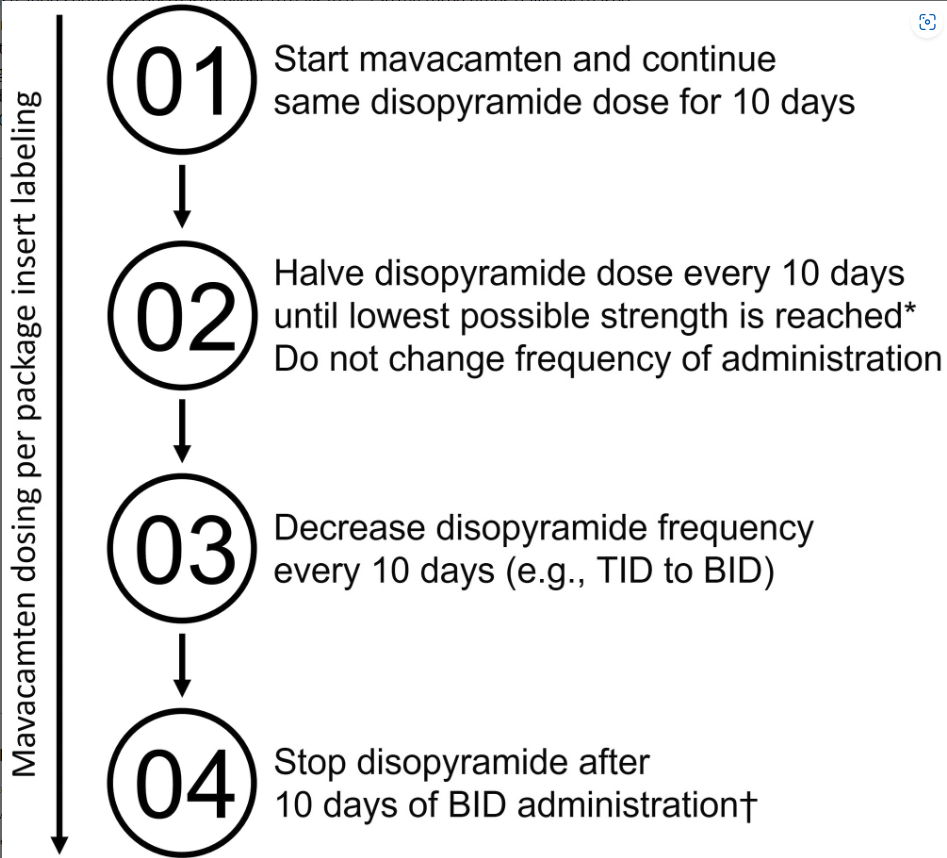 Mavacamten dosing per package insert labeling
01
Start mavacamten and continue
same disopyramide dose for 10 days
02
Halve disopyramide dose every 10 days
until lowest possible strength is reached*
Do not change frequency of administration
03
Decrease disopyramide frequency
every 10 days (e.g., TID to BID)
04
Stop disopyramide after
10 days of BID administration†